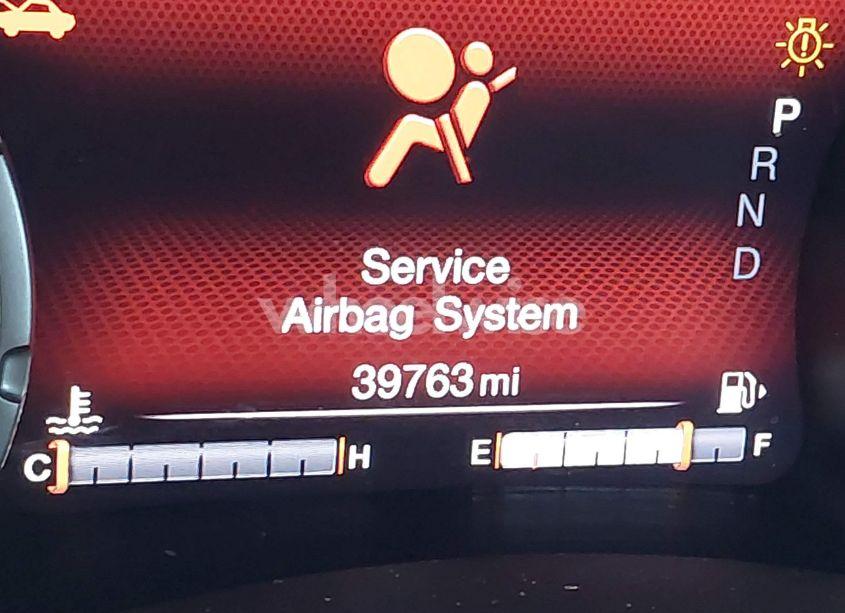 P
R
N
D
Service
Airbag System
39763 mi
C H E F